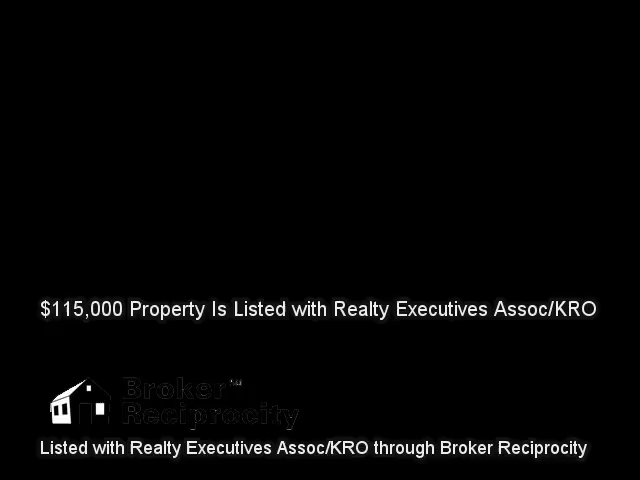 $115,000 Property Is Listed with Realty Executives Assoc/KRO
Broker™
Reciprocity
Listed with Realty Executives Assoc/KRO through Broker Reciprocity